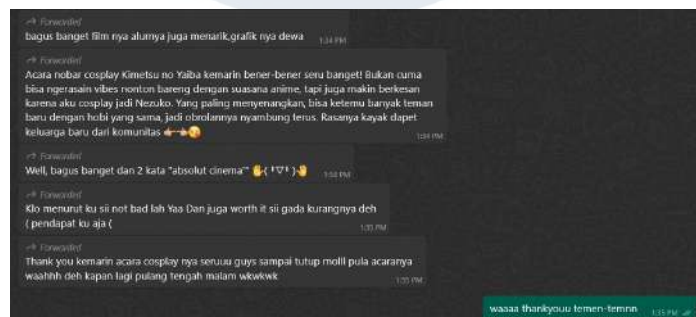 Forwarded
bagus banget film nya alurnya juga menarik,grafik nya dewa 1:34 PM
Forwarded
Acara nobar cosplay Kimetsu no Yaiba kemarin bener-bener seru banget! Bukan cuma
bisa ngerasain vibes nonton bareng dengan suasana anime, tapi juga makin berkesan
karena aku cosplay jadi Nezuko. Yang paling menyenangkan, bisa ketemu banyak teman
baru dengan hobi yang sama, jadi obrolannya nyambung terus. Rasanya kayak dapet
keluarga baru dari komunitas
1:34 PM
Forwarded
Well, bagus banget dan 2 kata "absolut cinema"
Forwarded
Klo menurut ku sii not bad lah Yaa Dan juga worth it sii gada kurangnya deh
( pendapat ku aja (
1:35 PM
Forwarded
Thank you kemarin acara cosplay nya seruuu guys sampai tutup molll pula acaranya
waahhh deh kapan lagi pulang tengah malam wkwkwk
1:35 PM
waaaa thankyouu temen-temnn 1:35 PM